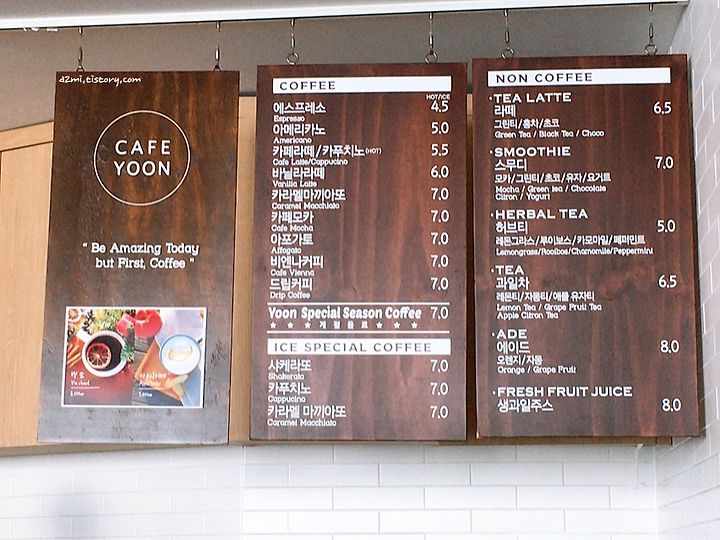 a2mi.tistory.com
CAFE
YOON
" Be Amazing Today
but First, Coffee "
뱅쇼
Vin chaud
COFFEE
HOT/ICE
에스프레소 4.5
Espresso
아메리카노 5.0
Americano
카페라떼/카푸치노(HOT) 5.5
Cafe Latte/Cappucino
바닐라라떼 6.0
Vanilla Latte
카라멜마끼아또 7.0
Caramel Macchiato
카페모카 7.0
Cafe Mocha
아포가토 7.0
Affogato
비엔나커피 7.0
Cafe Vienna
드립커피 7.0
Drip Coffee
Yoon Special Season Coffee 7.0
★ ★ ★ 계절음료 ★ ★ ★
ICE SPECIAL COFFEE
샤케라또 7.0
Shakerato
카푸치노 7.0
Cappucino
카라멜 마끼아또 7.0
Caramel Macchiato
NON COFFEE
·TEA LATTE
라떼 6.5
그린티/홍차/초코
Green Tea / Black Tea / Choco
·SMOOTHIE
스무디 7.0
모카/그린티/초코/유자/요거트
Mocha / Green tea / Chocolate
Citron / Yogurt
·HERBAL TEA
허브티 5.0
레몬그라스/루이보스/카모마일/페퍼민트
Lemongrass/Rooibos/Chamomile/Peppermint
·TEA
과일차 6.5
레몬티/자몽티/애플 유자티
Lemon Tea / Grape Fruit Tea
Apple Citron Tea
·ADE
에이드 8.0
오렌지/자몽
Orange / Grape Fruit
·FRESH FRUIT JUICE
생과일주스 8.0